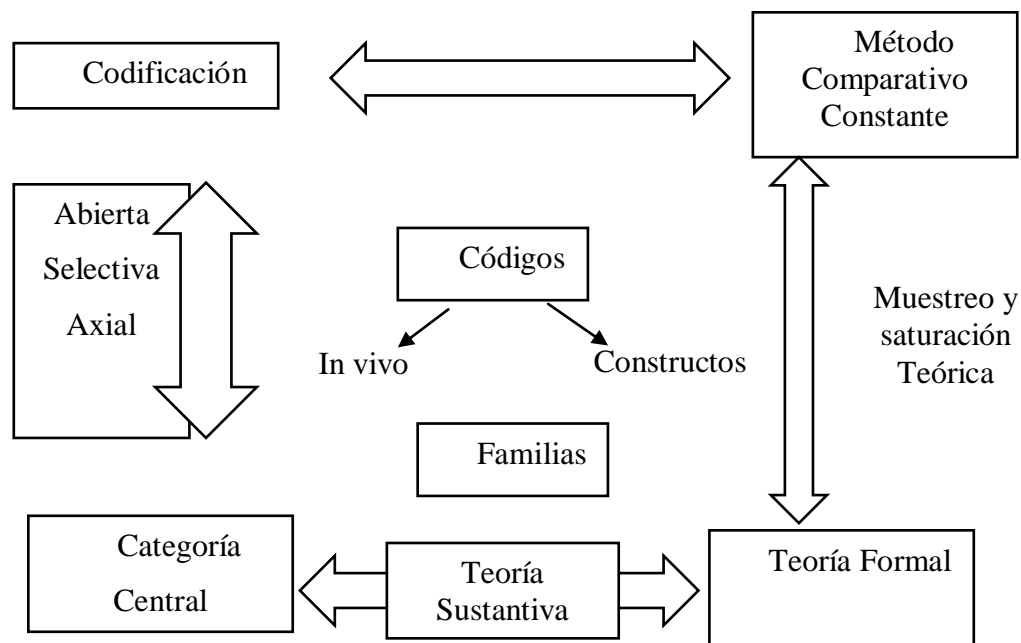 Codificación
Método
Comparativo
Constante
Abierta
Selectiva
Axial
Códigos
In vivo
Constructos
Muestreo y
saturación
Teórica
Familias
Categoría
Central
Teoría
Sustantiva
Teoría Formal